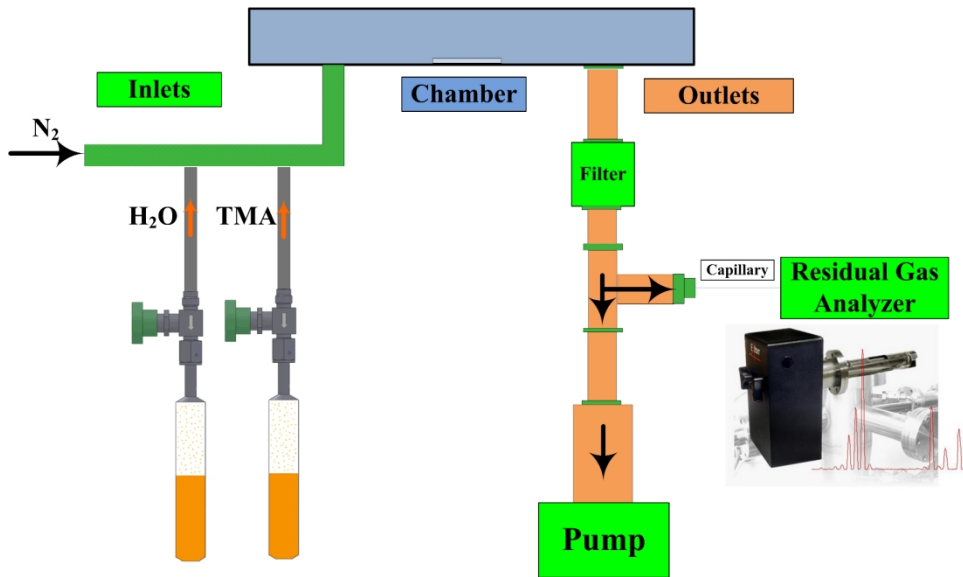 Inlets
Chamber
Outlets
N₂
H₂O
TMA
Filter
Capillary
Residual Gas
Analyzer
Pump